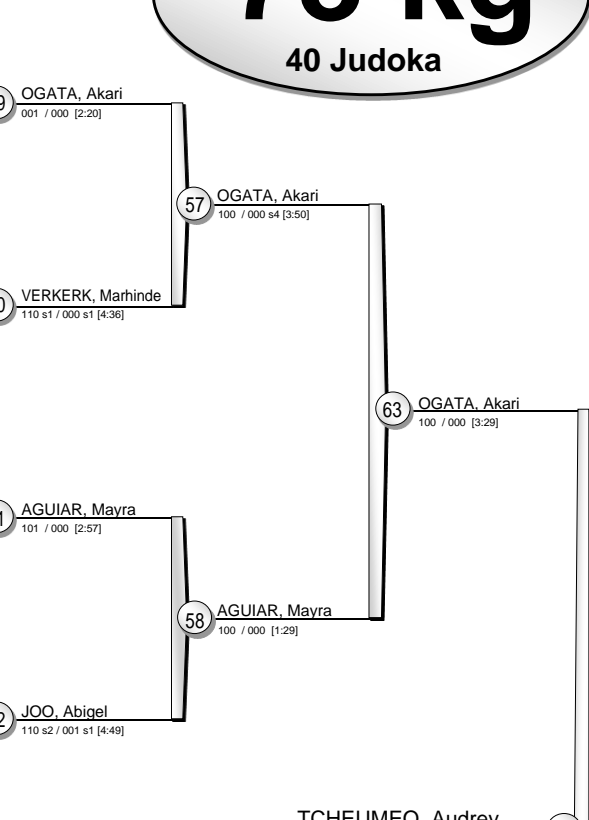 40 Judoka
OGATA, Akari
001 / 000 [2:20]
57
OGATA, Akari
100 / 000 s4 [3:50]
VERKERK, Marhinde
110 s1 / 000 s1 [4:36]
63
OGATA, Akari
100 / 000 [3:29]
AGUIAR, Mayra
101 / 000 [2:57]
58
AGUIAR, Mayra
100 / 000 [1:29]
JOO, Abigel
110 s2 / 001 s1 [4:49]
TCHEUMEO, Audrey